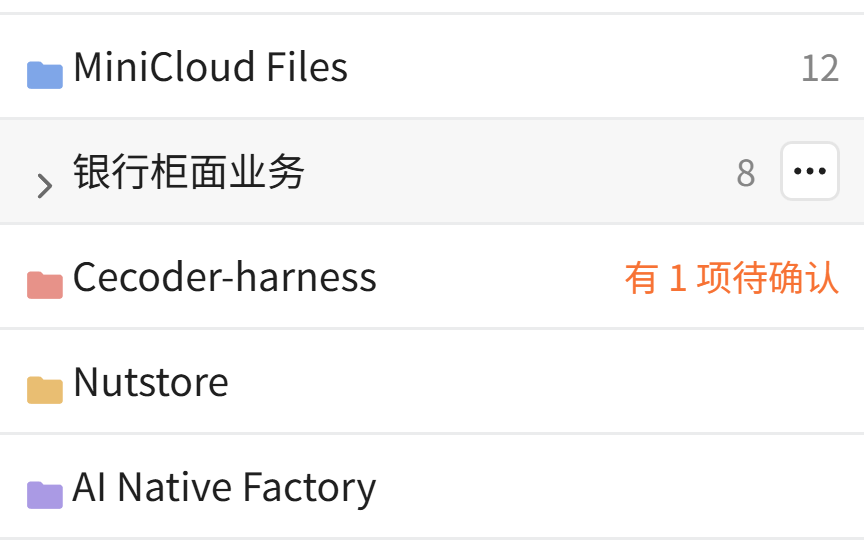 MiniCloud Files 12
银行柜面业务 8 •••
Cecoder-harness 有 1 项待确认
Nutstore
AI Native Factory